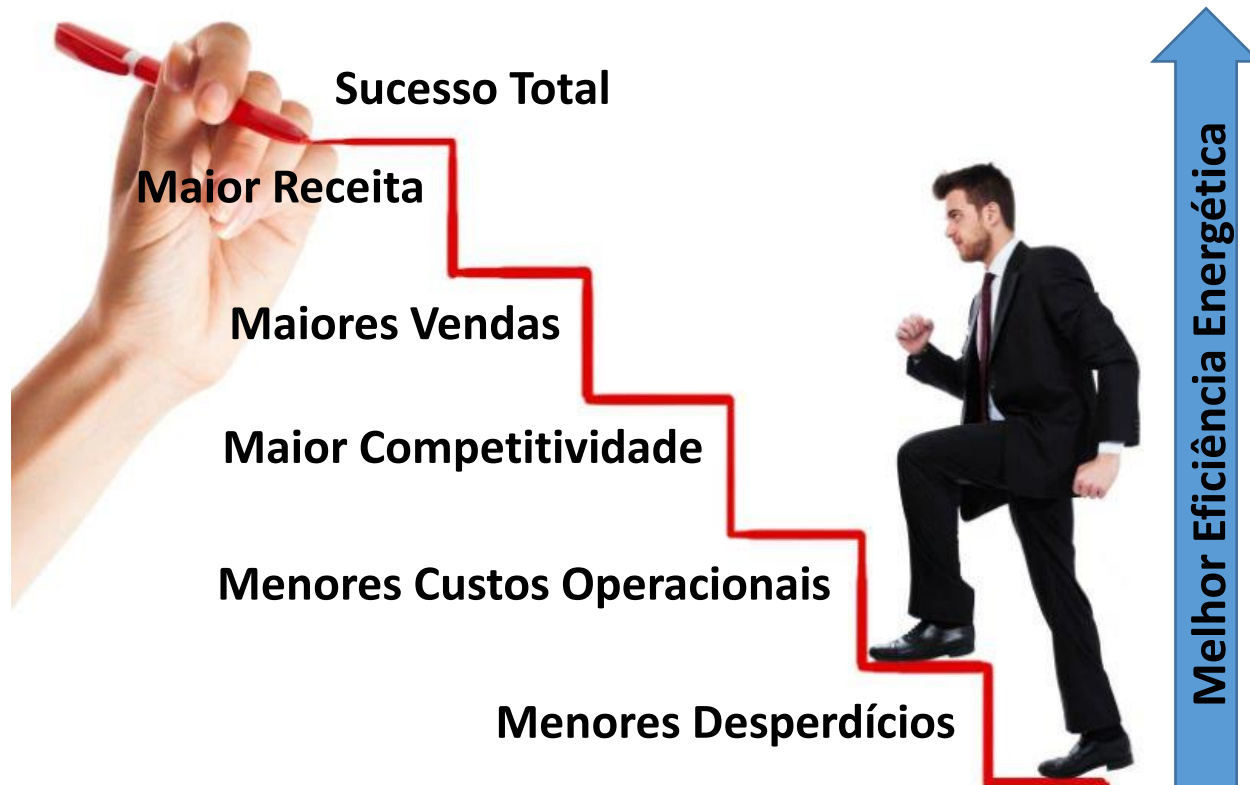 Sucesso Total
Maior Receita
Maiores Vendas
Maior Competitividade
Menores Custos Operacionais
Menores Desperdícios
Melhor Eficiência Energética